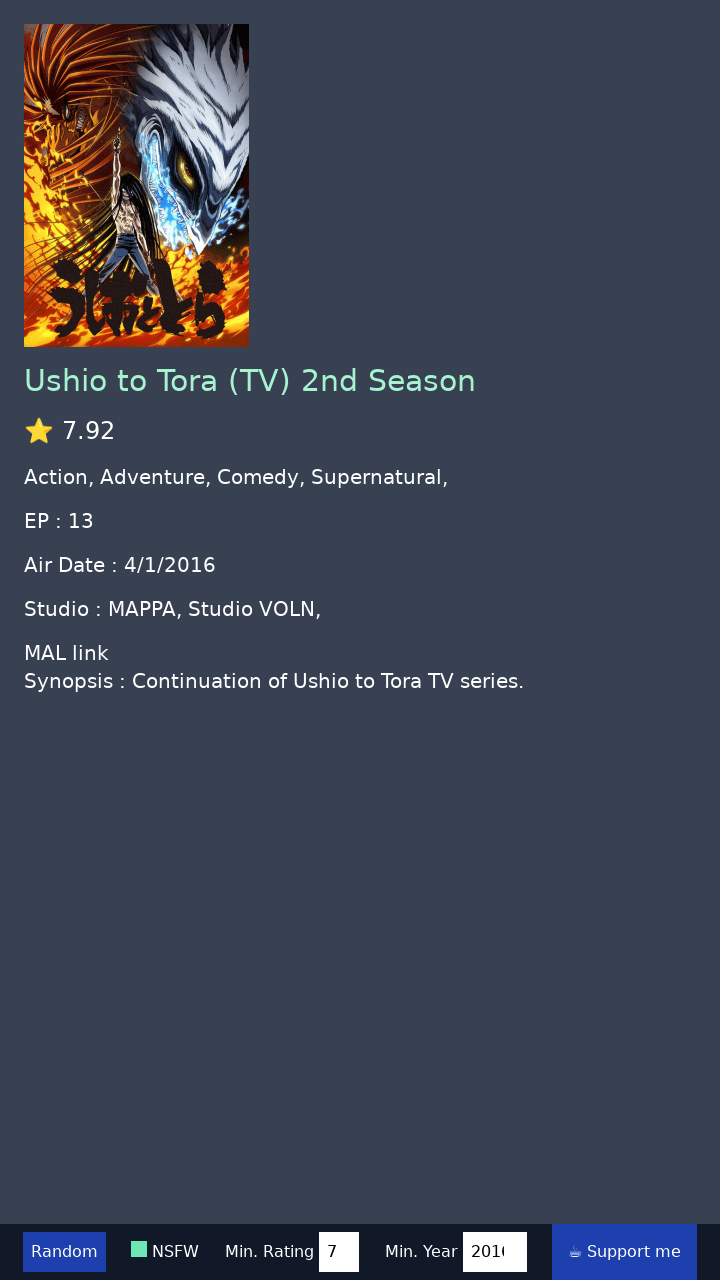 うしおととら
Ushio to Tora (TV) 2nd Season
⭐ 7.92
Action, Adventure, Comedy, Supernatural,
EP : 13
Air Date : 4/1/2016
Studio : MAPPA, Studio VOLN,
MAL link
Synopsis : Continuation of Ushio to Tora TV series.
Random NSFW Min. Rating 7 Min. Year 2016 ☕ Support me